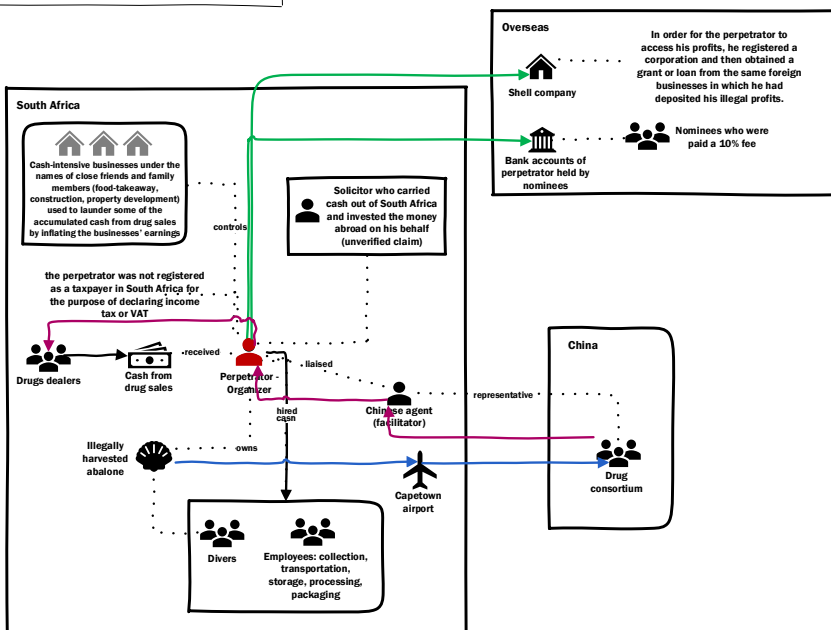 Overseas
Shell company
In order for the perpetrator to
access his profits, he registered a
corporation and then obtained a
grant or loan from the same foreign
businesses in which he had
deposited his illegal profits.
Bank accounts of
perpetrator held by
nominees
Nominees who were
paid a 10% fee
South Africa
Cash-intensive businesses under the
names of close friends and family
members (food-takeaway,
construction, property development)
used to launder some of the
accumulated cash from drug sales
by inflating the businesses' earnings
controls
Solicitor who carried
cash out of South Africa
and invested the money
abroad on his behalf
(unverified claim)
the perpetrator was not registered
as a taxpayer in South Africa for
the purpose of declaring income
tax or VAT
Drugs dealers
Cash from
drug sales
received
Perpetrator -
Organizer
liaised
Chinese agent
(facilitator)
representative
China
Drug
consortium
hired
cash
owns
Illegally
harvested
abalone
Capetown
airport
Divers
Employees: collection,
transportation,
storage, processing,
packaging